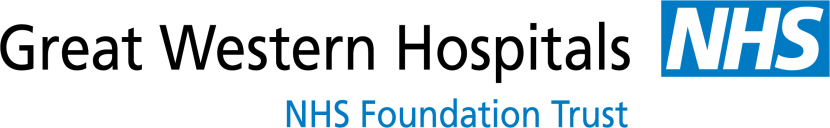 Great Western Hospitals NHS
NHS Foundation Trust